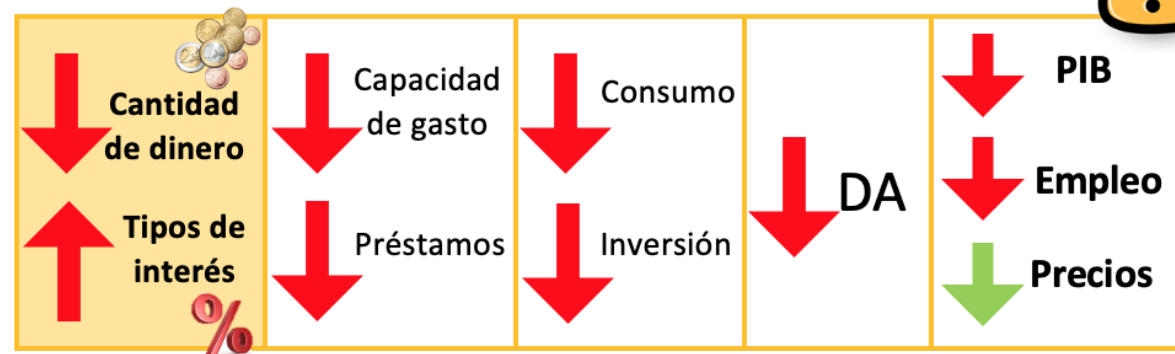 Cantidad
de dinero
Tipos de
interés
%
Capacidad
de gasto
Préstamos
Consumo
Inversión
DA
PIB
Empleo
Precios